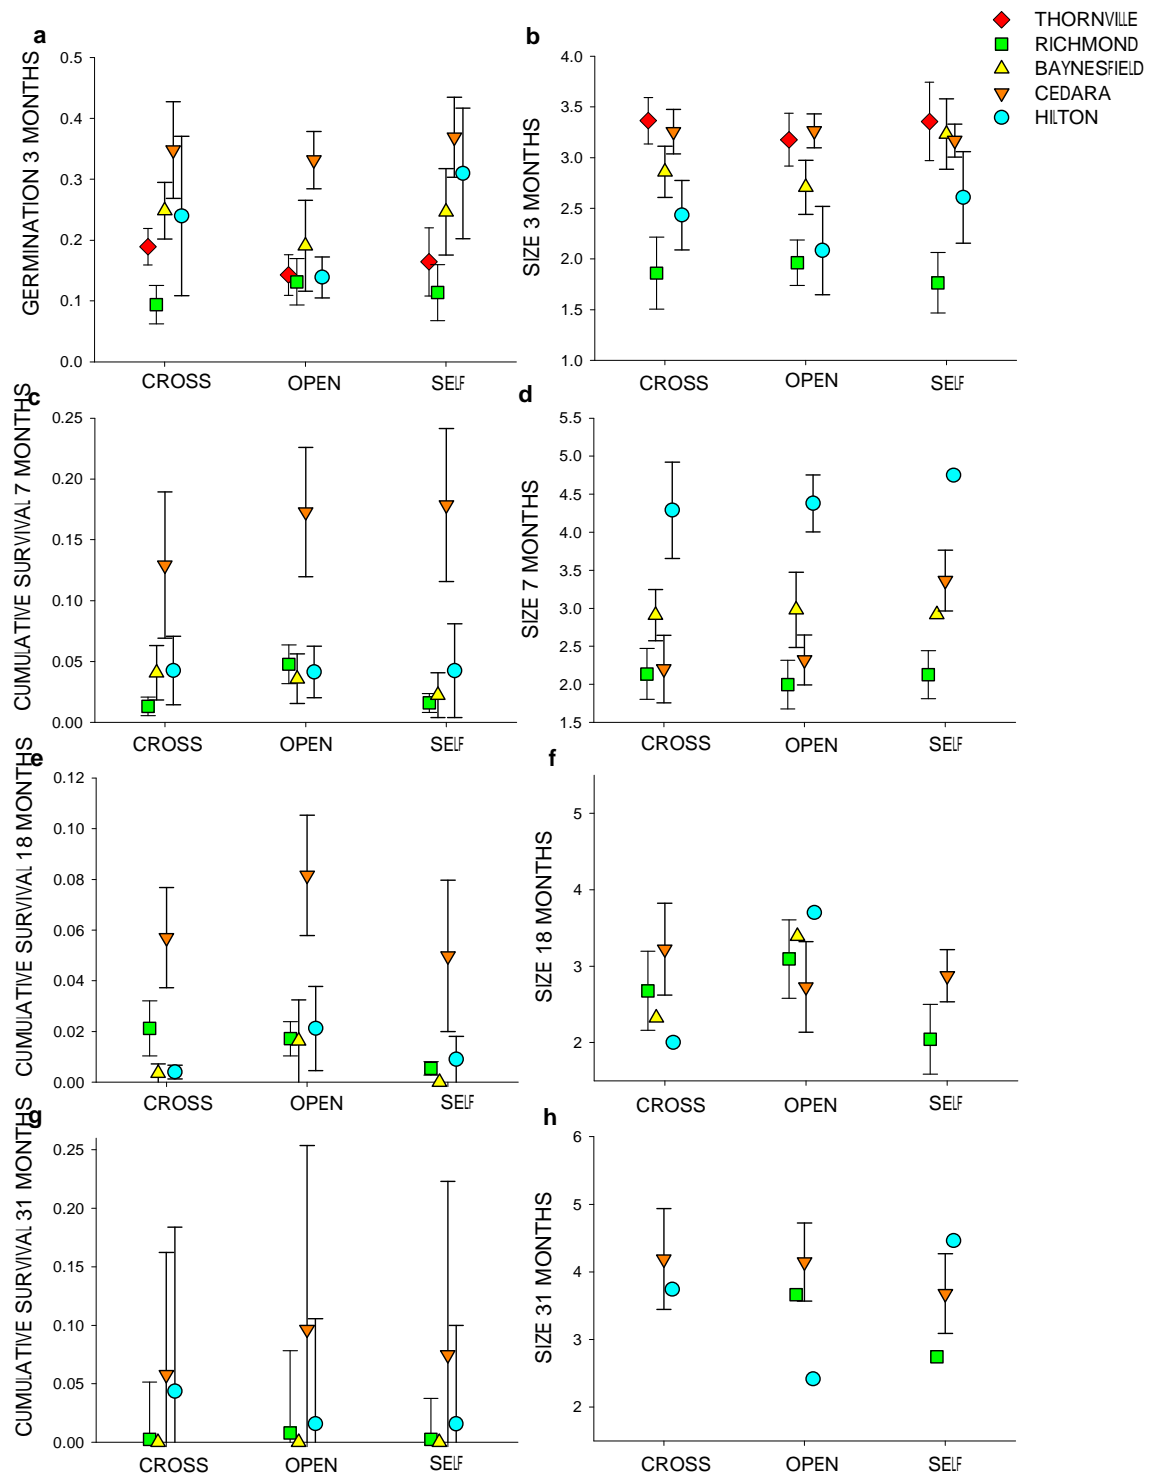 THORNVILLE
RICHMOND
BAYNESFIELD
CEDARA
HILTON
a
GERMINATION 3 MONTHS
0.5
0.4
0.3
0.2
0.1
0.0
CROSS OPEN SELF
b
SIZE 3 MONTHS
4.0
3.5
3.0
2.5
2.0
1.5
1.0
CROSS OPEN SELF
c
CUMULATIVE SURVIVAL 7 MONTHS
0.25
0.20
0.15
0.10
0.05
0.00
CROSS OPEN SELF
d
SIZE 7 MONTHS
5.5
5.0
4.5
4.0
3.5
3.0
2.5
2.0
1.5
CROSS OPEN SELF
e
CUMULATIVE SURVIVAL 18 MONTHS
0.12
0.10
0.08
0.06
0.04
0.02
0.00
CROSS OPEN SELF
f
SIZE 18 MONTHS
5
4
3
2
CROSS OPEN SELF
g
CUMULATIVE SURVIVAL 31 MONTHS
0.25
0.20
0.15
0.10
0.05
0.00
CROSS OPEN SELF
h
SIZE 31 MONTHS
6
5
4
3
2
CROSS OPEN SELF